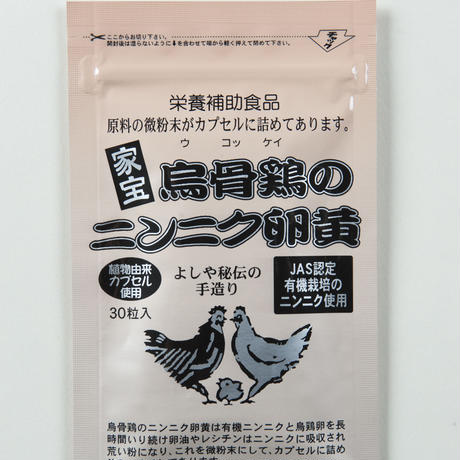 ここからお切り下さい。
開封後は湿らないように⬇を合わせて端から軽く押えて閉めて下さい。
チャック
栄養補助食品
原料の微粉末がカプセルに詰めてあります。
ウコッケイ
家宝
烏骨鶏の
ニンニク卵黄
植物由来
カプセル
使用
よしや秘伝の
手造り
JAS認定
有機栽培の
ニンニク使用
30粒入
烏骨鶏のニンニク卵黄は有機ニンニクと烏鶏卵を長
時間いり続け卵油やレシチンはニンニクに吸収され
荒い粉になり、これを微粉末にして、カプセルに詰め